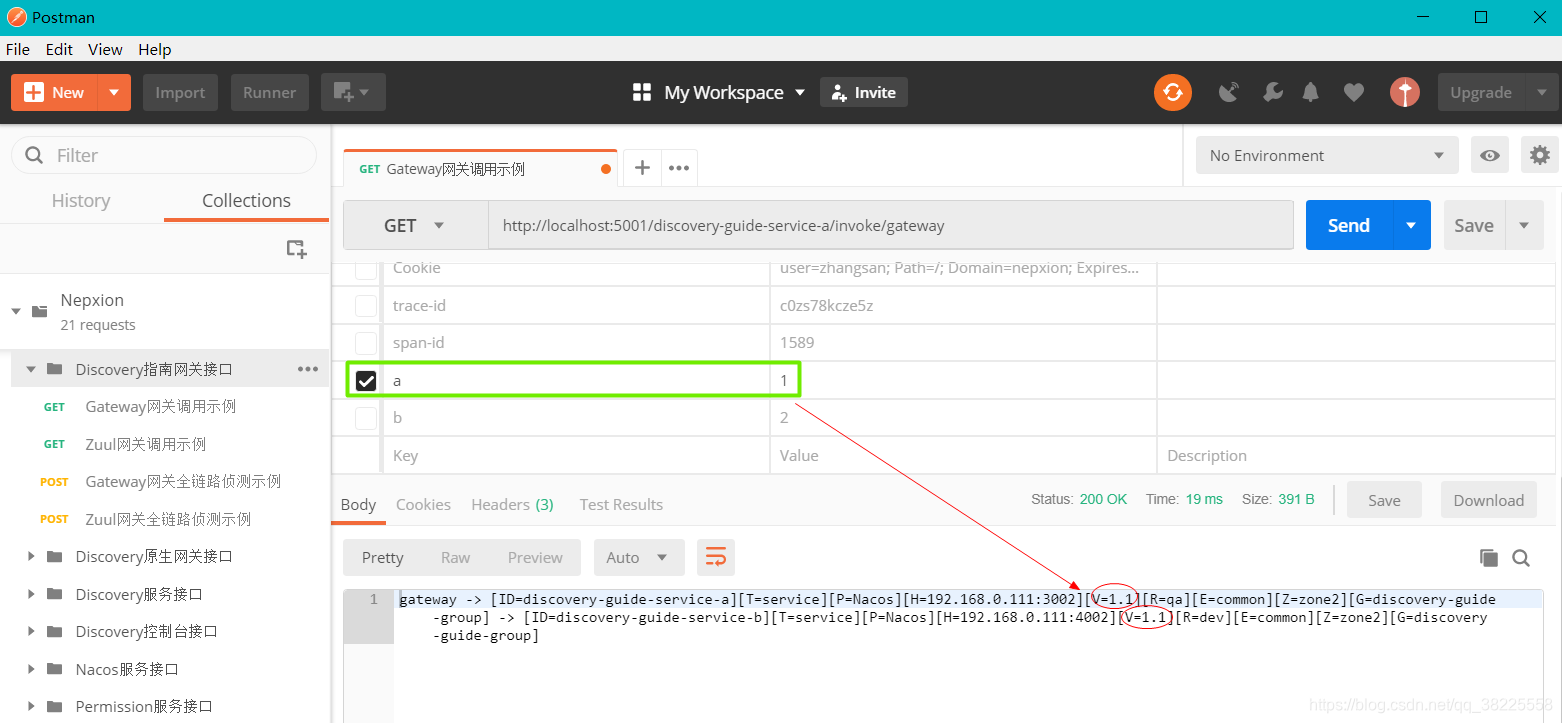 Postman
File Edit View Help
New Import Runner My Workspace Invite Upgrade
Filter
History Collections
Nepxion
21 requests
Discovery指南网关接口
GET Gateway网关调用示例
GET Zuul网关调用示例
POST Gateway网关全链路侦测示例
POST Zuul网关全链路侦测示例
Discovery原生网关接口
Discovery服务接口
Discovery控制台接口
Nacos服务接口
Permission服务接口
GET Gateway网关调用示例
No Environment
GET http://localhost:5001/discovery-guide-service-a/invoke/gateway Send Save
Cookie user=zhangsan; Path=/; Domain=nepxion; Expires...
trace-id c0zs78kcze5z
span-id 1589
a 1
b 2
Key Value Description
Body Cookies Headers (3) Test Results Status: 200 OK Time: 19 ms Size: 391 B Save Download
Pretty Raw Preview Auto
1 gateway -> [ID=discovery-guide-service-a][T=service][P=Nacos][H=192.168.0.111:3002][V=1.1][R=qa][E=common][Z=zone2][G=discovery-guide
-group] -> [ID=discovery-guide-service-b][T=service][P=Nacos][H=192.168.0.111:4002][V=1.1][R=dev][E=common][Z=zone2][G=discovery
-guide-group]
https://blog.csdn.net/qq_38225558